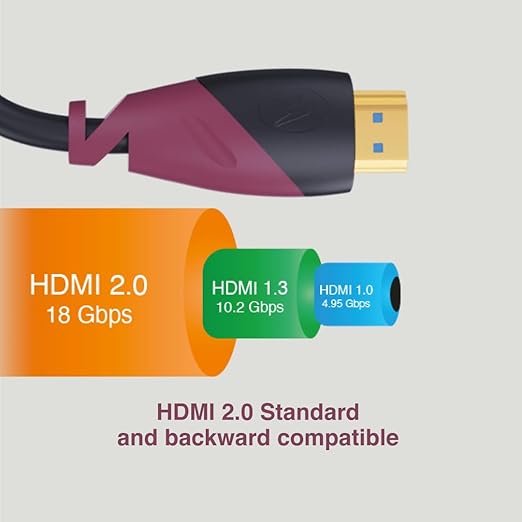 HDMI 2.0
18 Gbps
HDMI 1.3
10.2 Gbps
HDMI 1.0
4.95 Gbps
HDMI 2.0 Standard
and backward compatible